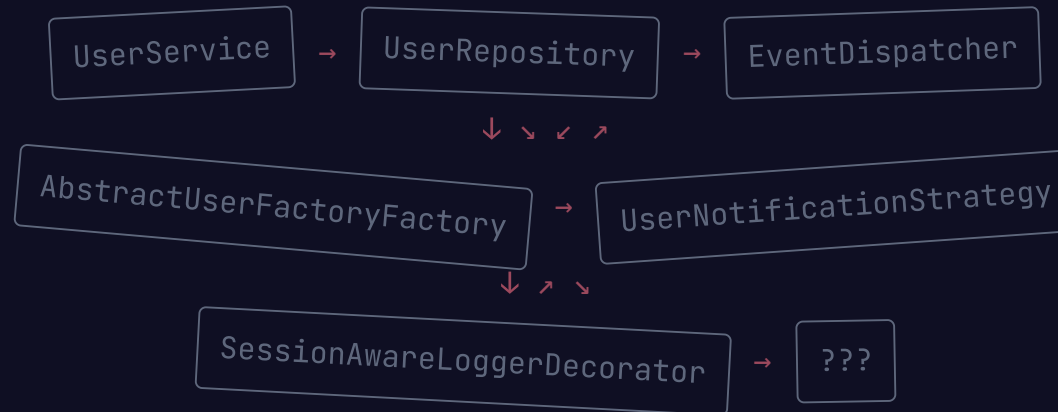 UserService → UserRepository → EventDispatcher
↓ ↘ ↙ ↗
AbstractUserFactoryFactory → UserNotificationStrategy
↓ ↗ ↘
SessionAwareLoggerDecorator → ???